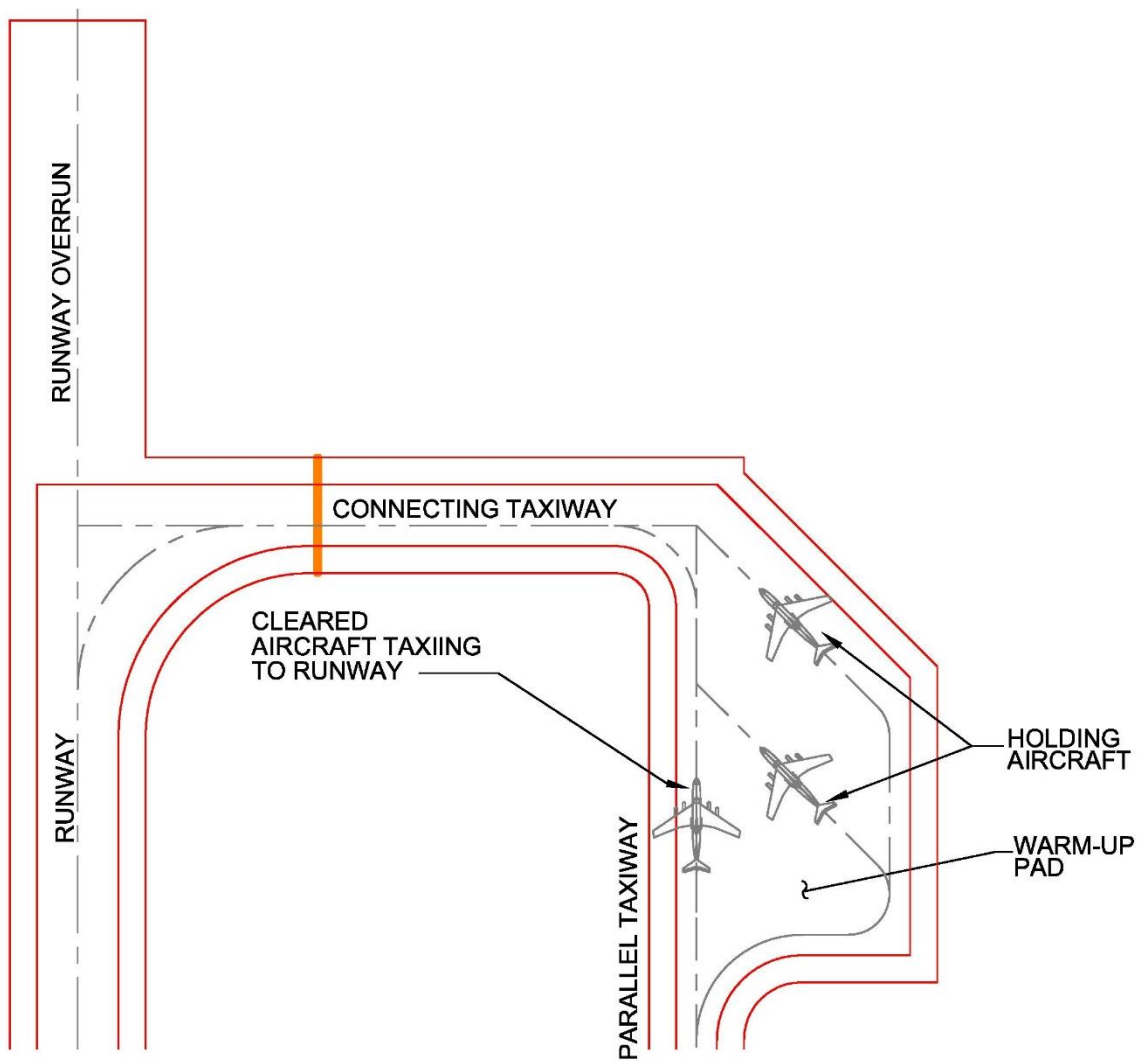 RUNWAY OVERRUN
CONNECTING TAXIWAY
CLEARED
AIRCRAFT TAXIING
TO RUNWAY
RUNWAY
HOLDING
AIRCRAFT
WARM-UP
PAD
PARALLEL TAXIWAY